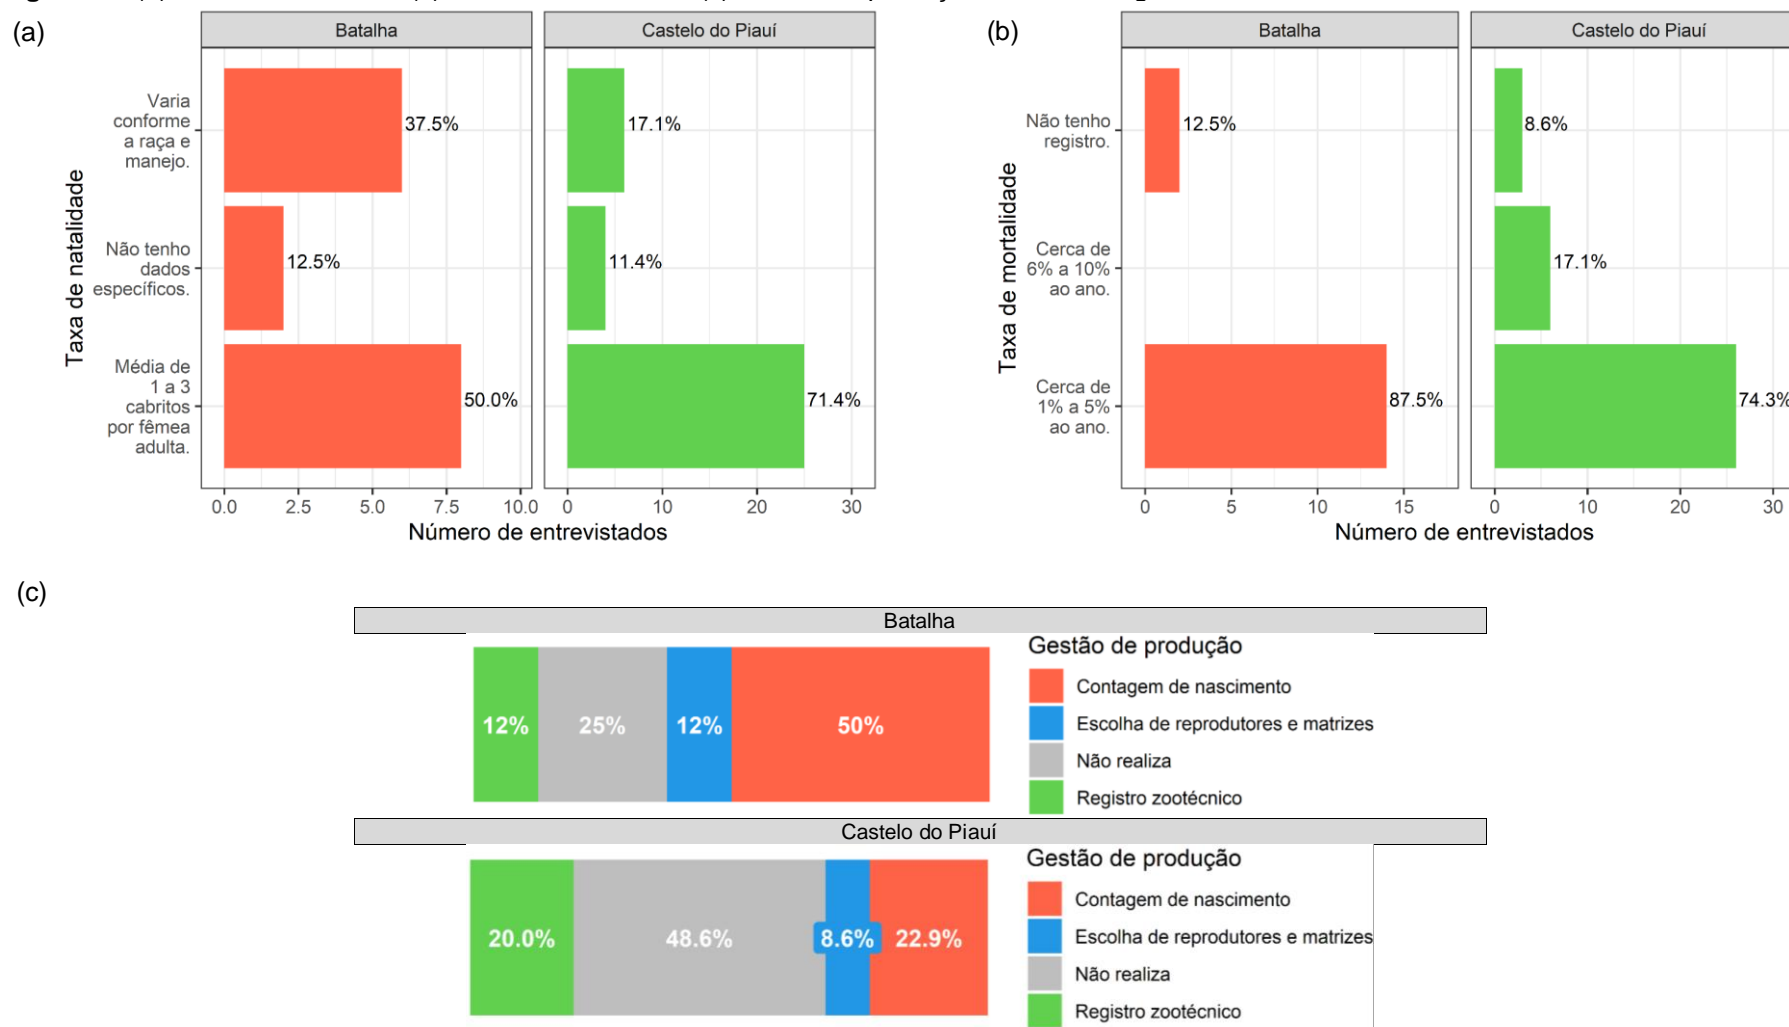 (a)
Batalha
Castelo do Piauí
Taxa de natalidade
Varia
conforme
a raça e
manejo.
37.5%
17.1%
Não tenho
dados
específicos.
12.5%
11.4%
Média de
1 a 3
cabritos
por fêmea
adulta.
50.0%
71.4%
0.0 2.5 5.0 7.5 10.0 0 10 20 30
Número de entrevistados
(b)
Batalha
Castelo do Piauí
Taxa de mortalidade
Não tenho
registro.
12.5%
8.6%
Cerca de
6% a 10%
ao ano.
17.1%
Cerca de
1% a 5%
ao ano.
87.5%
74.3%
0 5 10 15 0 10 20 30
Número de entrevistados
(c)
Batalha
12% 25% 12% 50%
Gestão de produção
Contagem de nascimento
Escolha de reprodutores e matrizes
Não realiza
Registro zootécnico
Castelo do Piauí
20.0% 48.6% 8.6% 22.9%
Gestão de produção
Contagem de nascimento
Escolha de reprodutores e matrizes
Não realiza
Registro zootécnico